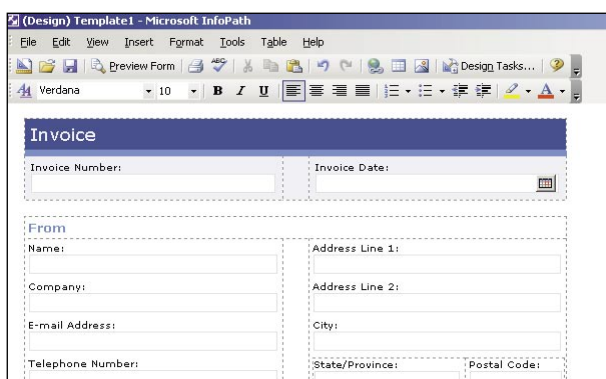 (Design) Template1 - Microsoft InfoPath
File Edit View Insert Format Tools Table Help
Preview Form Design Tasks...
Verdana 10 B I U A
Invoice
Invoice Number: Invoice Date:
From
Name: Address Line 1:
Company: Address Line 2:
E-mail Address: City:
Telephone Number: State/Province: Postal Code: